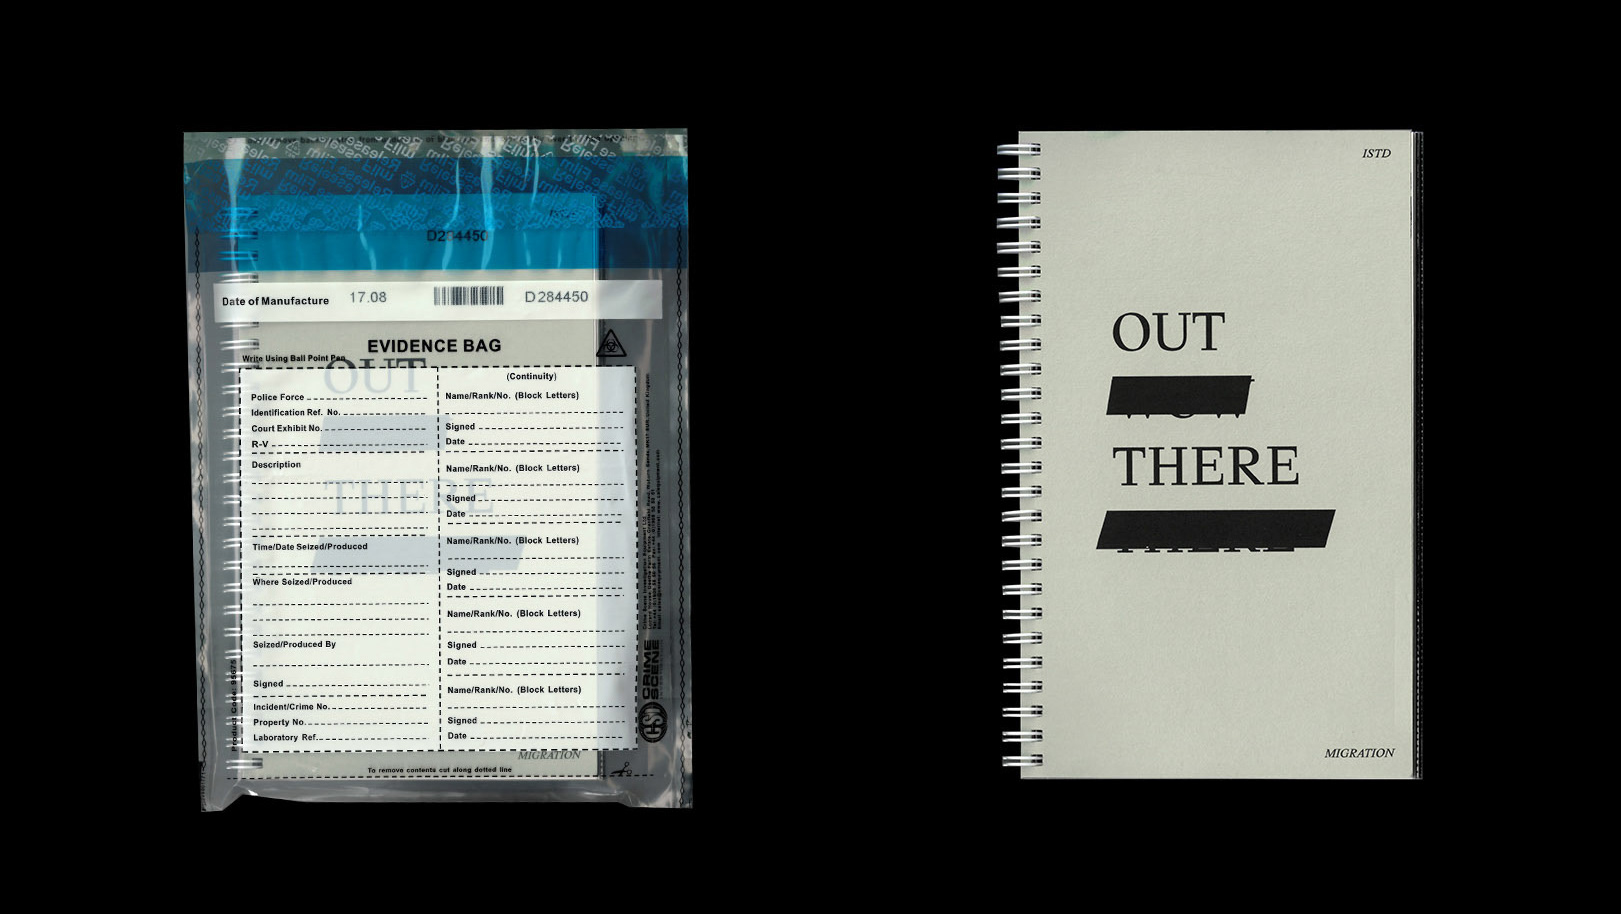 D284450
Date of Manufacture 17.08 D284450
EVIDENCE BAG
Write Using Ball Point Pen
OUT
THERE
Police Force
Identification Ref. No.
Court Exhibit No.
R-V
Description
Time/Date Seized/Produced
Where Seized/Produced
Seized/Produced By
Signed
Incident/Crime No.
Property No.
Laboratory Ref.
(Continuity)
Name/Rank/No. (Block Letters)
Signed
Date
Name/Rank/No. (Block Letters)
Signed
Date
Name/Rank/No. (Block Letters)
Signed
Date
Name/Rank/No. (Block Letters)
Signed
Date
Name/Rank/No. (Block Letters)
Signed
Date
MIGRATION
To remove contents cut along dotted line
CRIME
SCENE
CSI
ISTD
OUT
THERE
MIGRATION